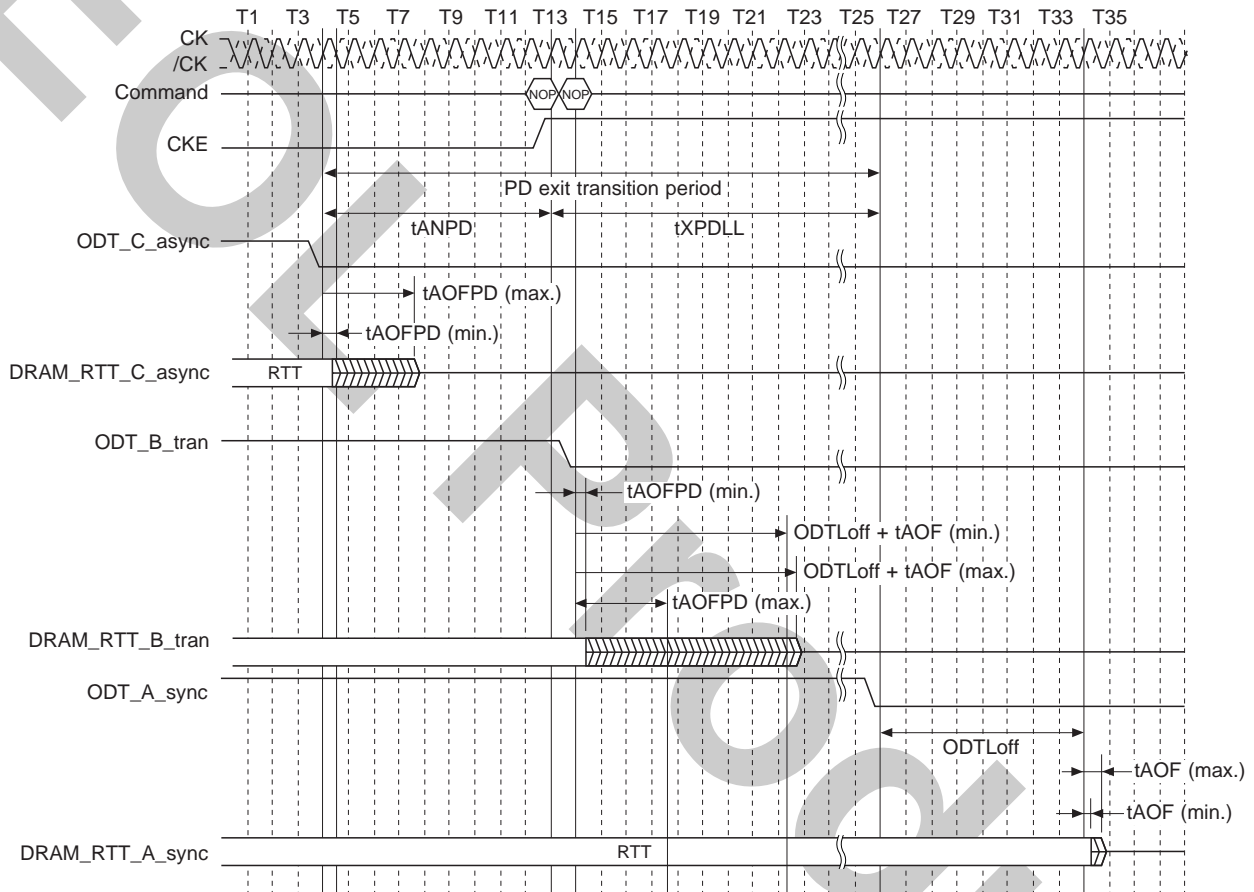 T1 T3 T5 T7 T9 T11 T13 T15 T17 T19 T21 T23 T25 T27 T29 T31 T33 T35
CK
/CK
Command NOP NOP
CKE
PD exit transition period
tANPD tXPDLL
ODT_C_async
tAOFPD (max.)
tAOFPD (min.)
DRAM_RTT_C_async RTT
ODT_B_tran
tAOFPD (min.)
ODTLoff + tAOF (min.)
ODTLoff + tAOF (max.)
tAOFPD (max.)
DRAM_RTT_B_tran
ODT_A_sync
ODTLoff
tAOF (max.)
tAOF (min.)
DRAM_RTT_A_sync RTT